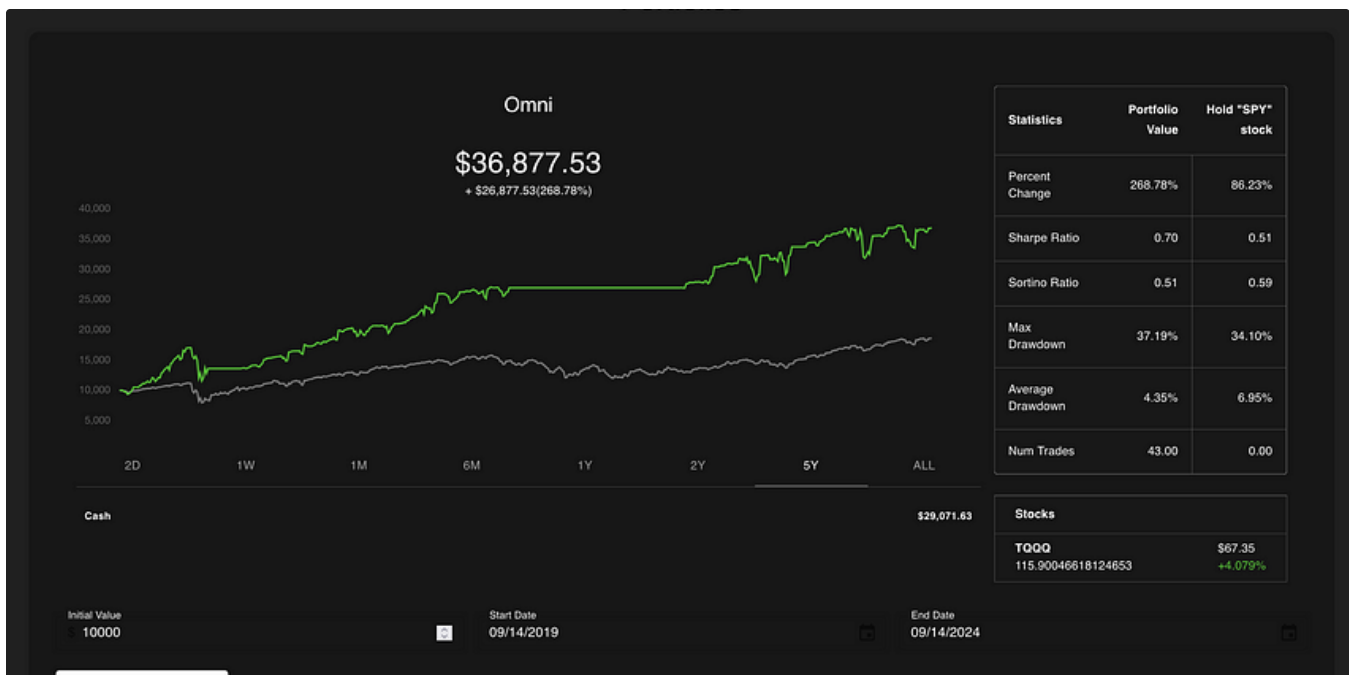 Omni
$36,877.53
+ $26,877.53(268.78%)
40,000
35,000
30,000
25,000
20,000
15,000
10,000
5,000
2D 1W 1M 6M 1Y 2Y 5Y ALL
Cash $29,071.63
Statistics Portfolio Value Hold "SPY" stock
Percent Change 268.78% 86.23%
Sharpe Ratio 0.70 0.51
Sortino Ratio 0.51 0.59
Max Drawdown 37.19% 34.10%
Average Drawdown 4.35% 6.95%
Num Trades 43.00 0.00
Stocks
TQQQ $67.35
115.90046618124653 +4.079%
Initial Value Start Date End Date
$ 10000 09/14/2019 09/14/2024